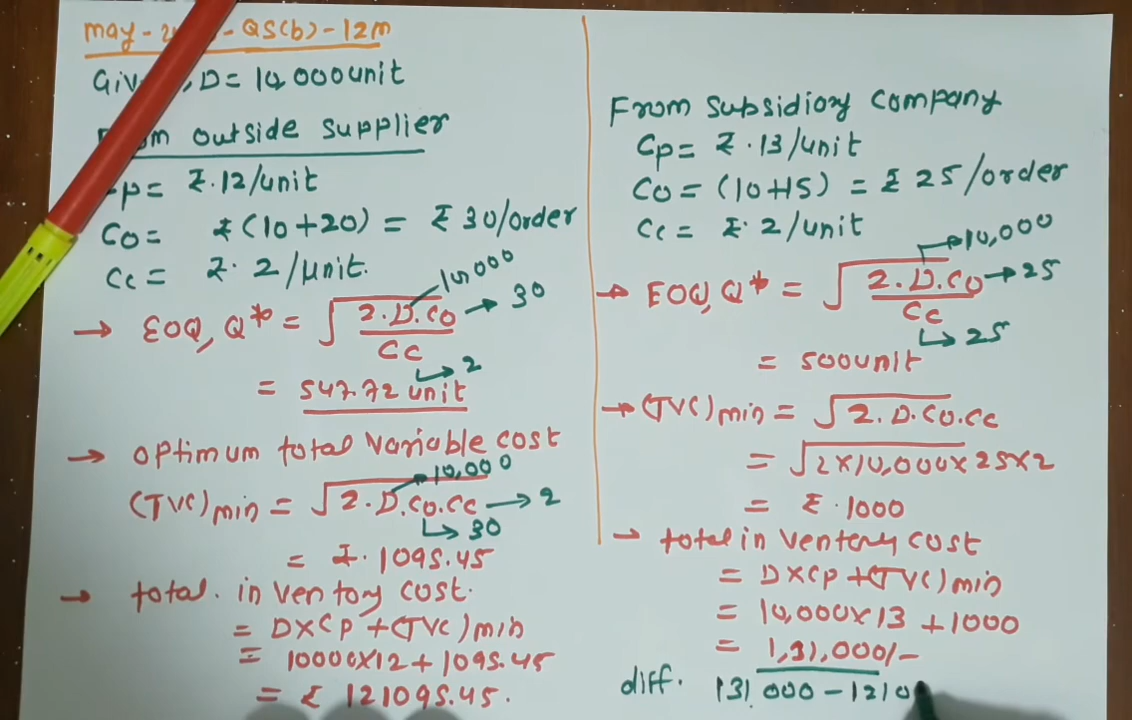 may - - Q5(b) - 12m
D = 10,000 unit
outside supplier
= ₹. 12/unit
Co = ₹ (10+20) = ₹ 30/order
Cc = ₹. 2 /unit.
→ EOQ, Q* = √2.D.Co → 30
10,000
Cc
↳ 2
= 547.72 unit
→ optimum total variable cost
(TVC)min = √2.D.Co.Cc → 2
10,000
↳ 30
= ₹. 1095.45
→ total. inventory cost.
= D×Cp + (TVC)min
= 10000×12 + 1095.45
= ₹ 121095.45.
From Subsidiory company
Cp = ₹. 13/unit
Co = (10+15) = ₹ 25/order
Cc = ₹. 2/unit
→ EOQ, Q* = √2.D.Co → 25
→ 10,000
Cc
↳ 25
= 500 unit
→ (TVC)min = √2.D.Co.Cc
= √2×10,000×25×2
= ₹. 1000
→ total inventory cost
= D×Cp + (TVC)min
= 10,000×13 + 1000
= 1,31,000/-
diff. 131,000 - 1210